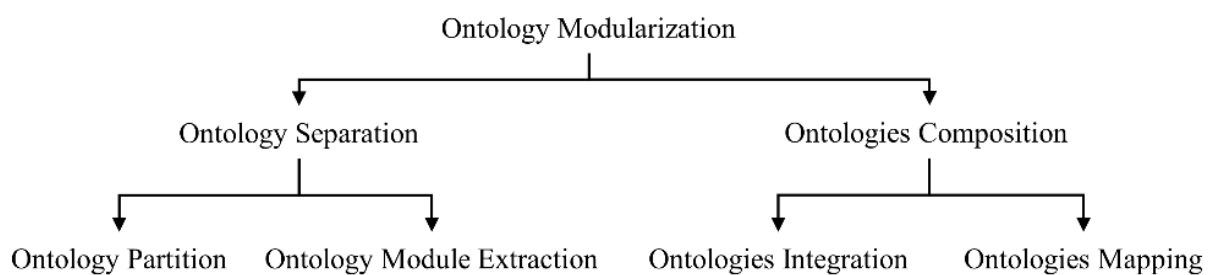 Ontology Modularization
Ontology Separation
Ontologies Composition
Ontology Partition
Ontology Module Extraction
Ontologies Integration
Ontologies Mapping